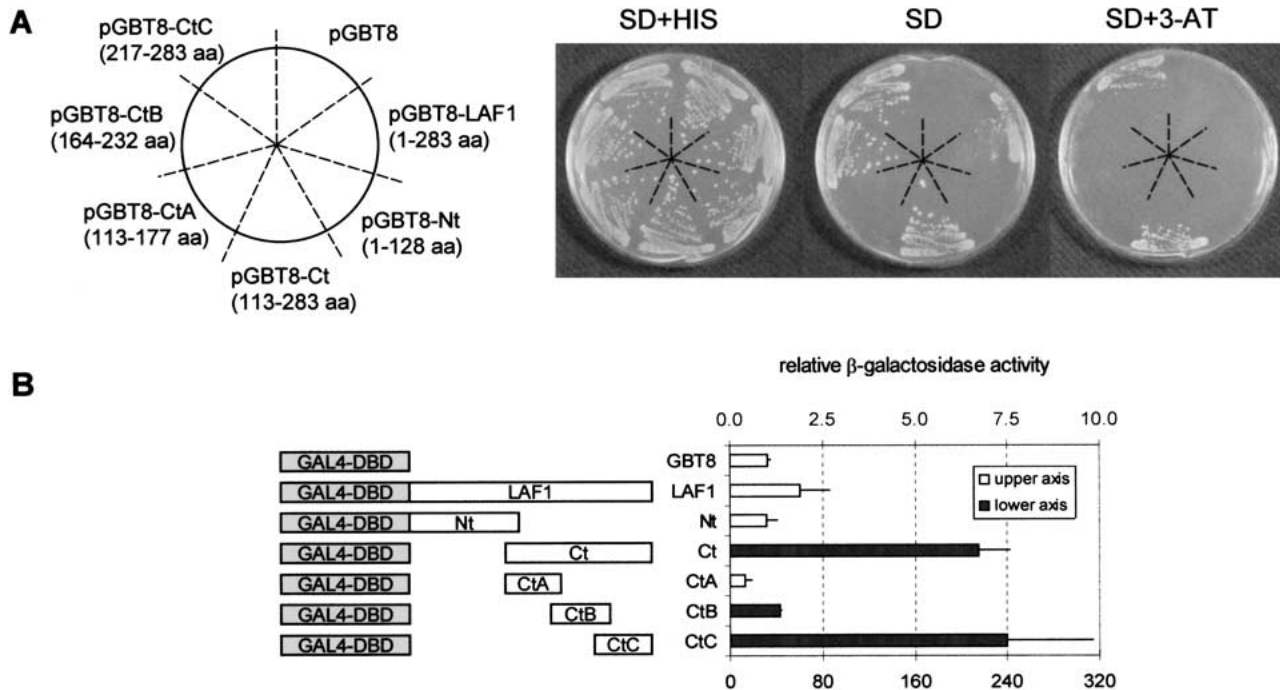 A
SD+HIS
SD
SD+3-AT
pGBT8-CtC
(217-283 aa)
pGBT8
pGBT8-CtB
(164-232 aa)
pGBT8-LAF1
(1-283 aa)
pGBT8-CtA
(113-177 aa)
pGBT8-Nt
(1-128 aa)
pGBT8-Ct
(113-283 aa)
B
relative β-galactosidase activity
0.0 2.5 5.0 7.5 10.0
GAL4-DBD
GBT8
GAL4-DBD LAF1
LAF1
GAL4-DBD Nt
Nt
GAL4-DBD Ct
Ct
GAL4-DBD CtA
CtA
GAL4-DBD CtB
CtB
GAL4-DBD CtC
CtC
upper axis
lower axis
0 80 160 240 320